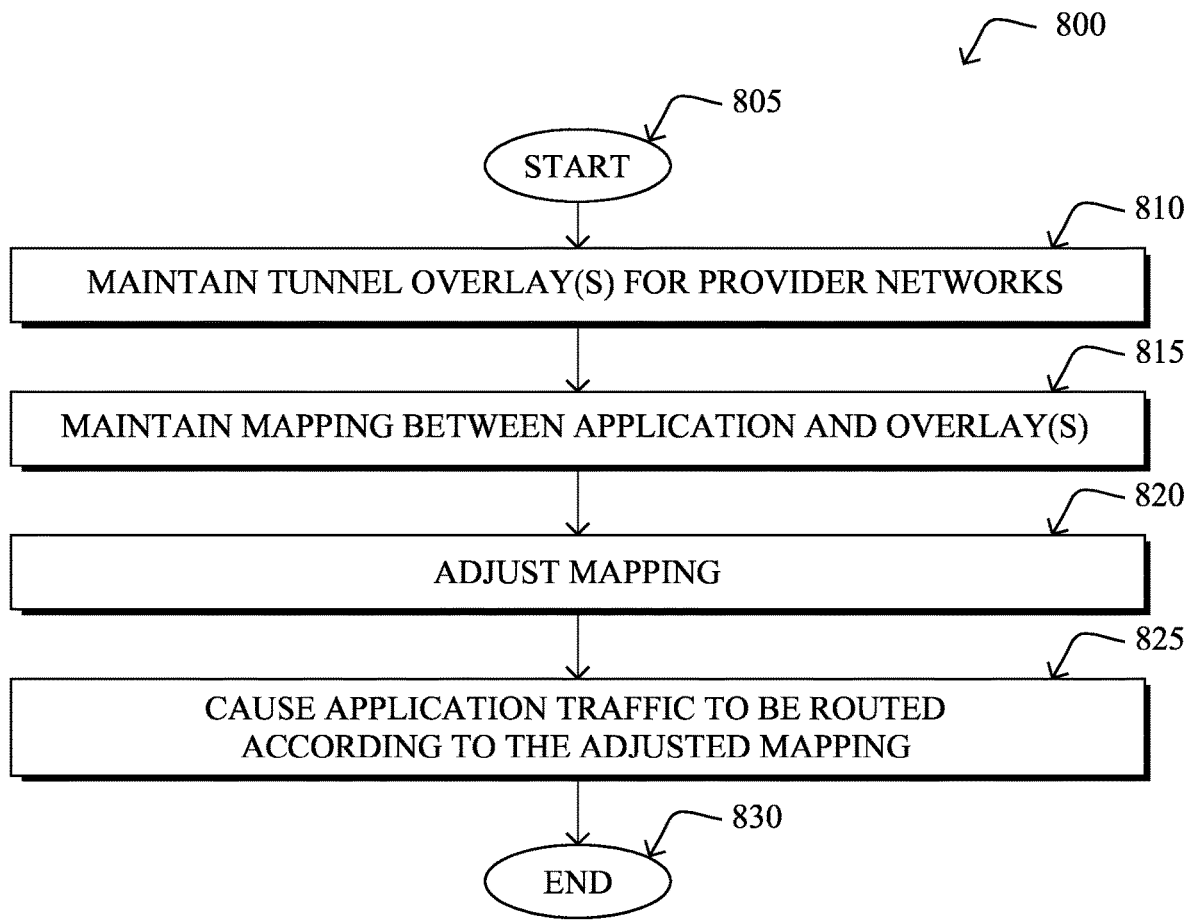 800
805
START
810
MAINTAIN TUNNEL OVERLAY(S) FOR PROVIDER NETWORKS
815
MAINTAIN MAPPING BETWEEN APPLICATION AND OVERLAY(S)
820
ADJUST MAPPING
825
CAUSE APPLICATION TRAFFIC TO BE ROUTED
ACCORDING TO THE ADJUSTED MAPPING
830
END